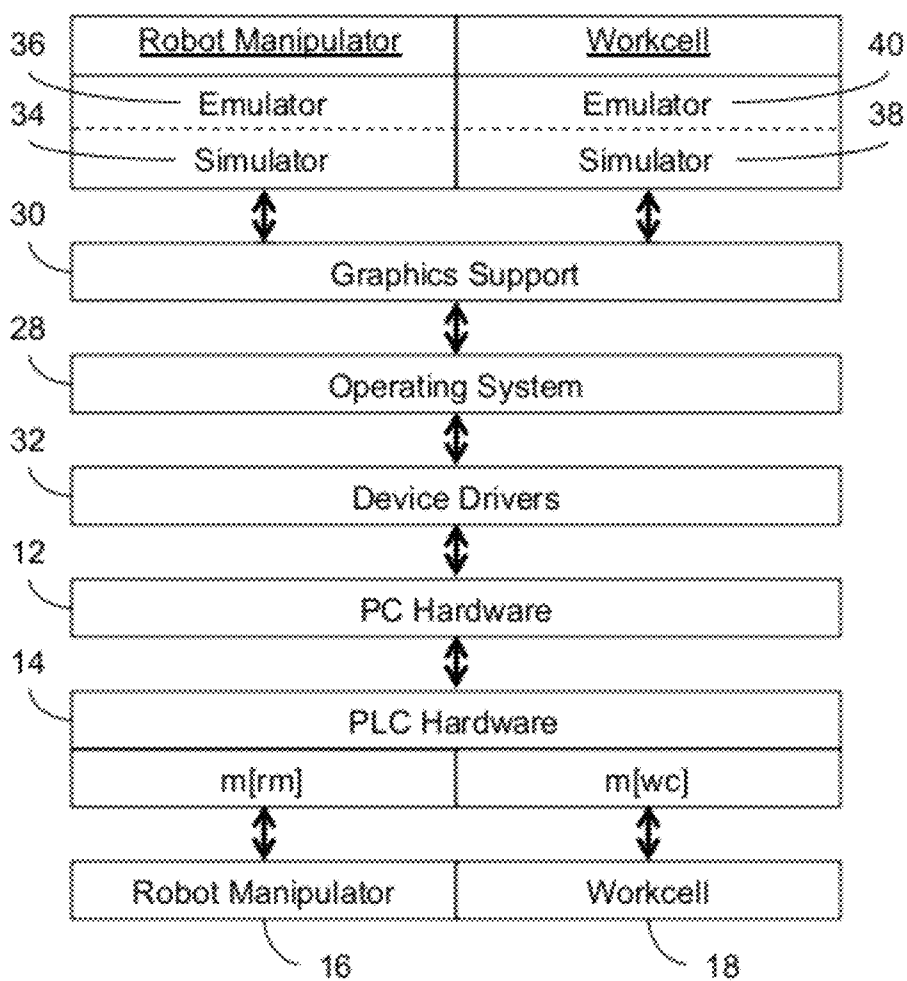 36 Robot Manipulator Workcell 40
Emulator Emulator
34 Simulator Simulator 38
30
Graphics Support
28
Operating System
32
Device Drivers
12
PC Hardware
14
PLC Hardware
m[rm] m[wc]
Robot Manipulator Workcell
16 18